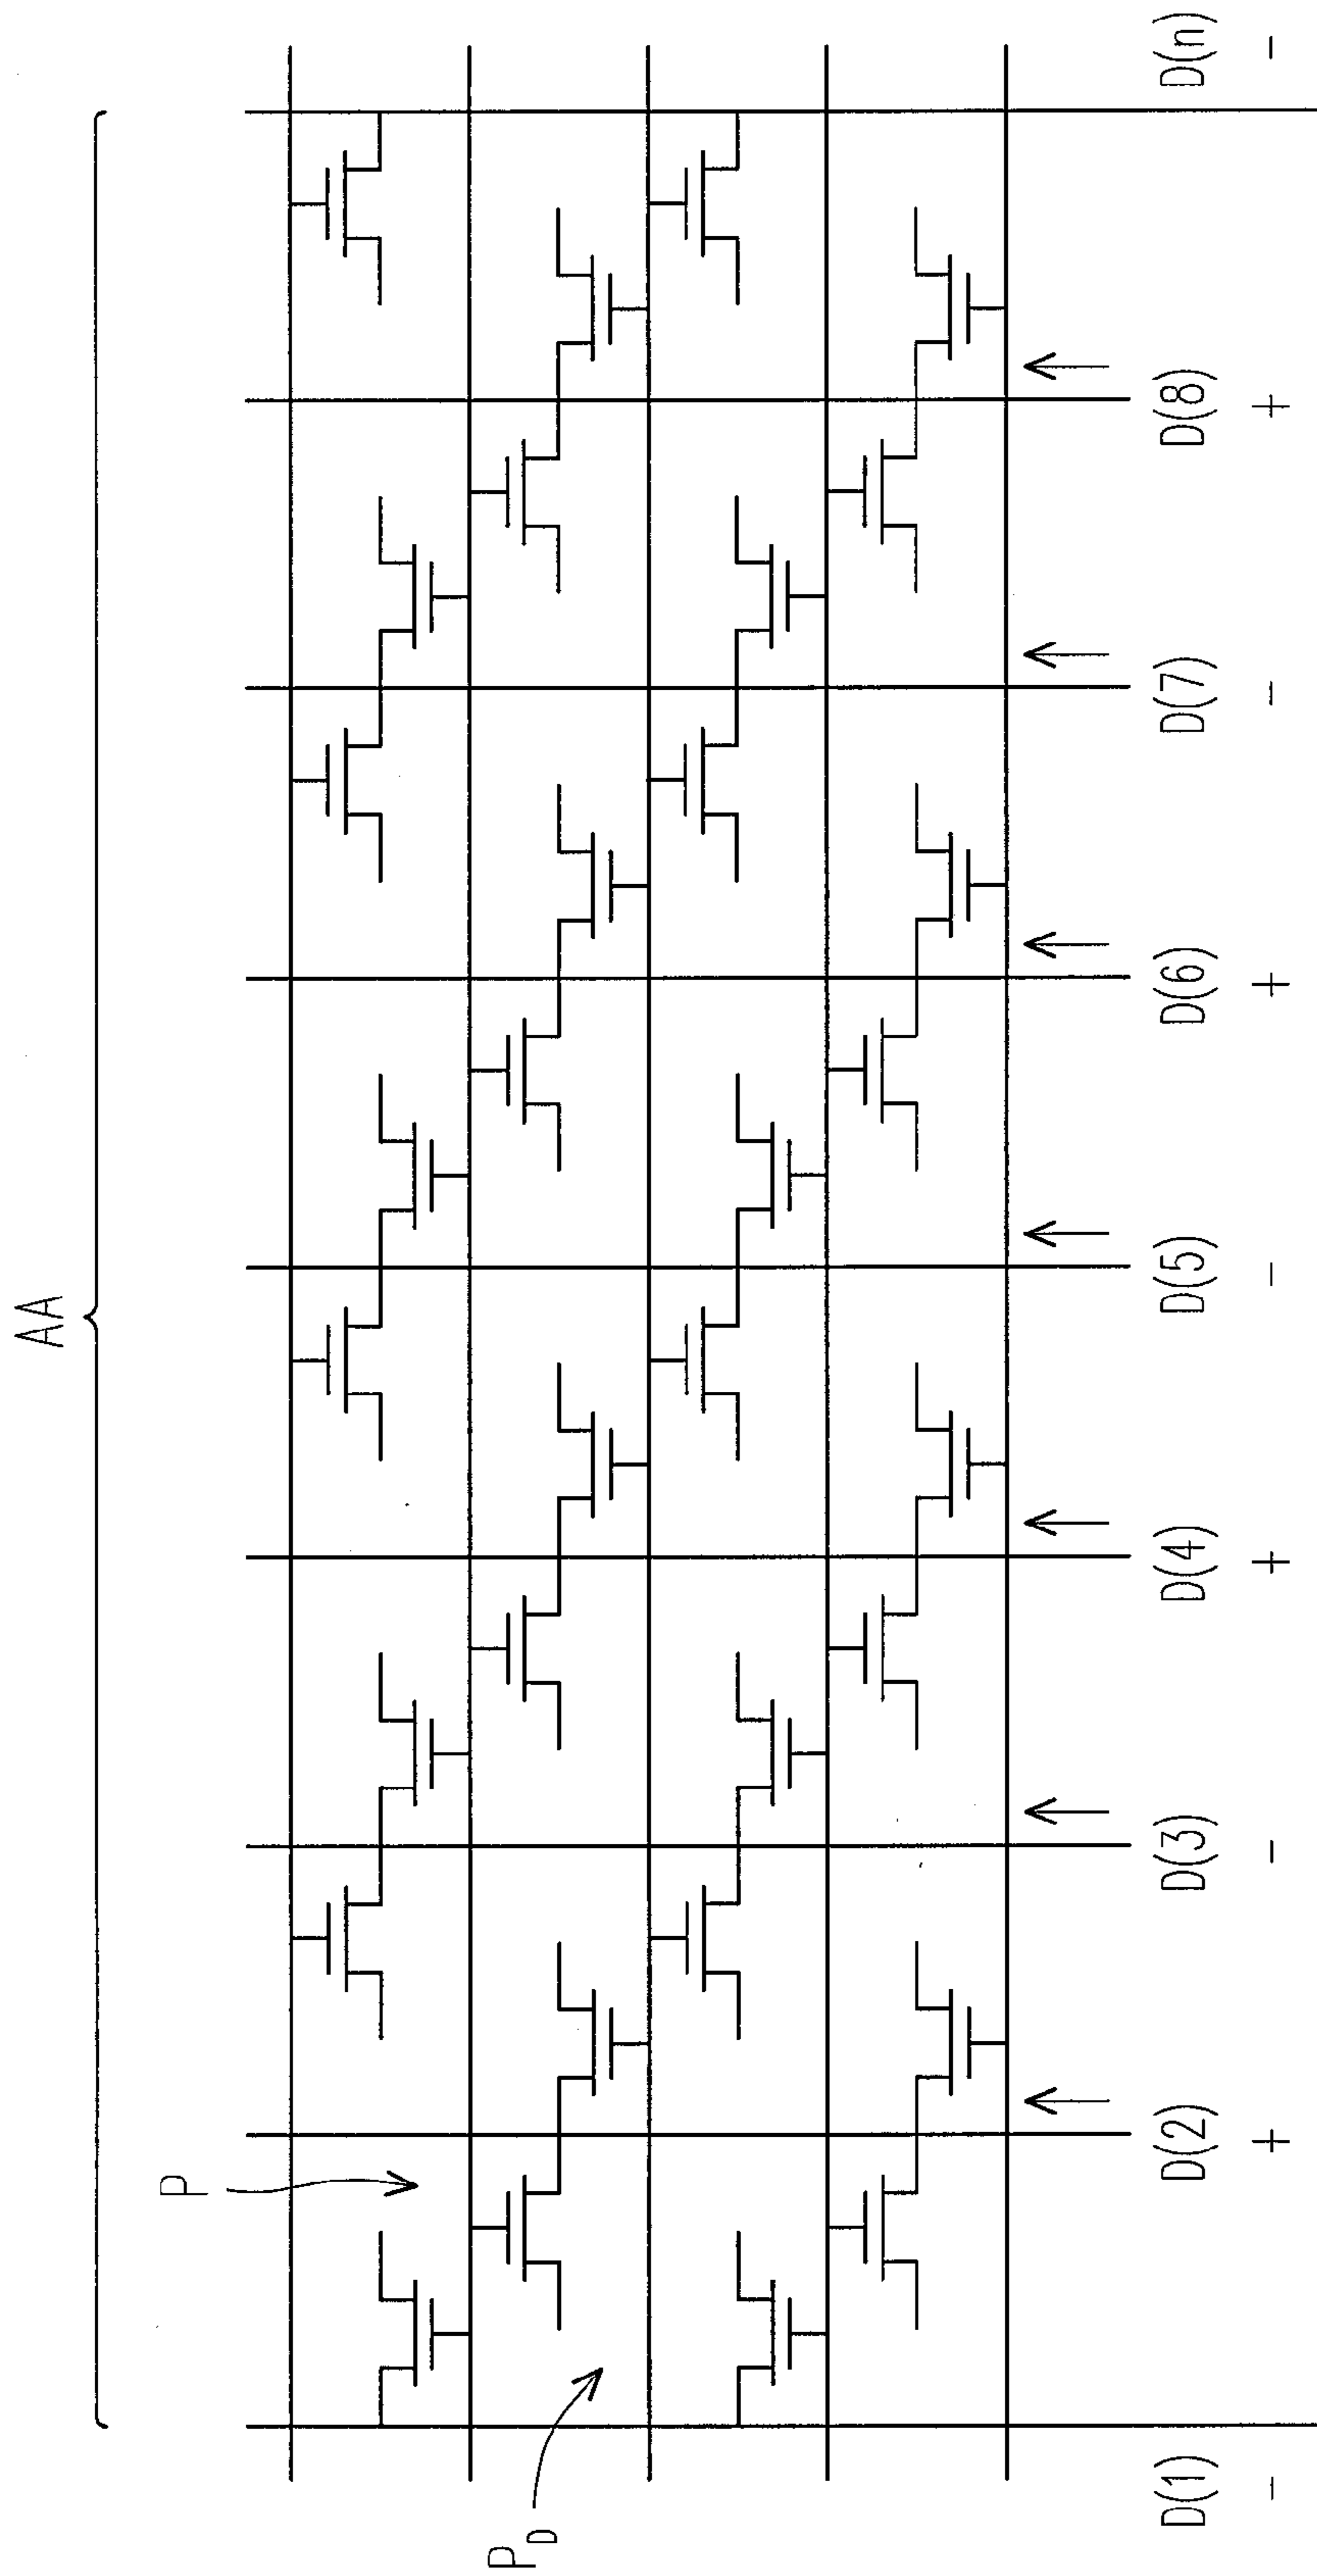 AA
P
P_D
D(1) D(2) D(3) D(4) D(5) D(6) D(7) D(8) D(n)
- + - + - + - + -